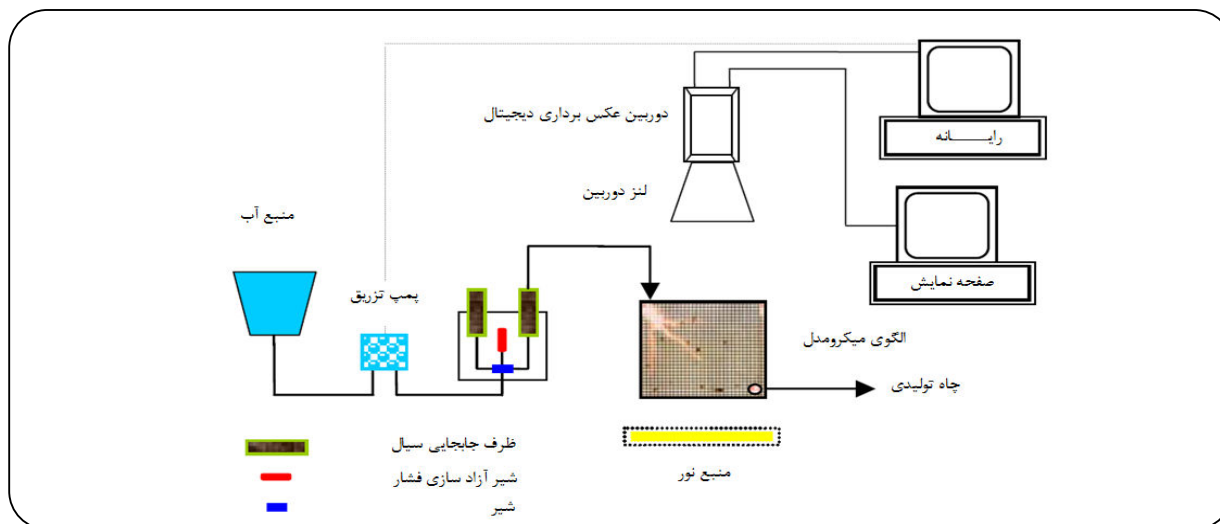 دوربین عکس برداری دیجیتال
رایـــــــانه
لنز دوربین
منبع آب
صفحه نمایش
پمپ تزریق
الگوی میکرومدل
چاه تولیدی
ظرف جابجایی سیال
منبع نور
شیر آزاد سازی فشار
شیر